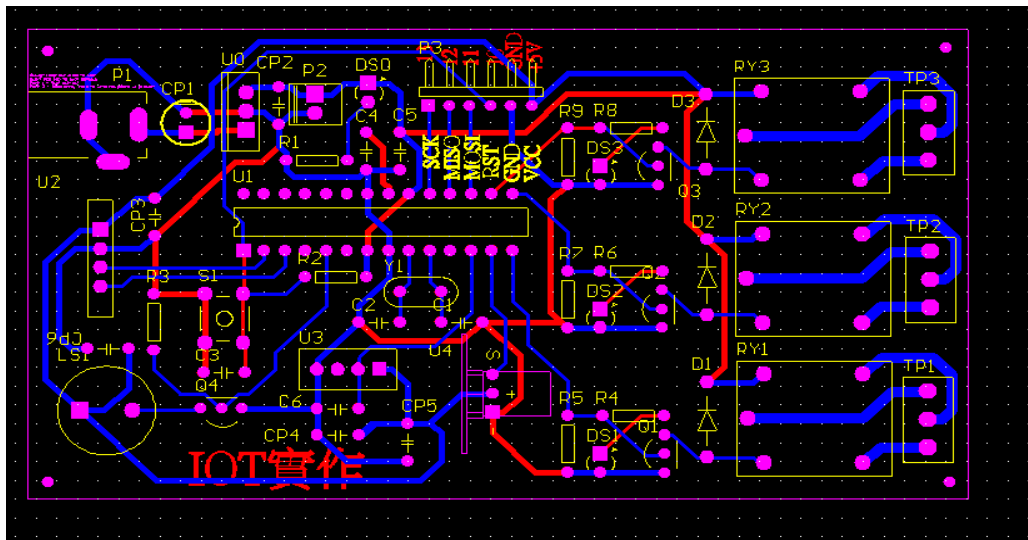 P3
GND
+5V
P1
CP1
U0
CP2
P2
DS0
C4
C5
SCK
MISO
MOSI
RST
GND
VCC
R9
R8
D3
RY3
TP3
R1
DS3
Q3
U2
U1
CP3
D2
RY2
TP2
R2
Y1
R7
R6
R3
S1
C2
C1
DS2
CP6
LS1
C3
U3
U4
S
D1
RY1
TP1
Q4
C6
+
R5
R4
CP4
CP5
DS1
Q1
IOT實作